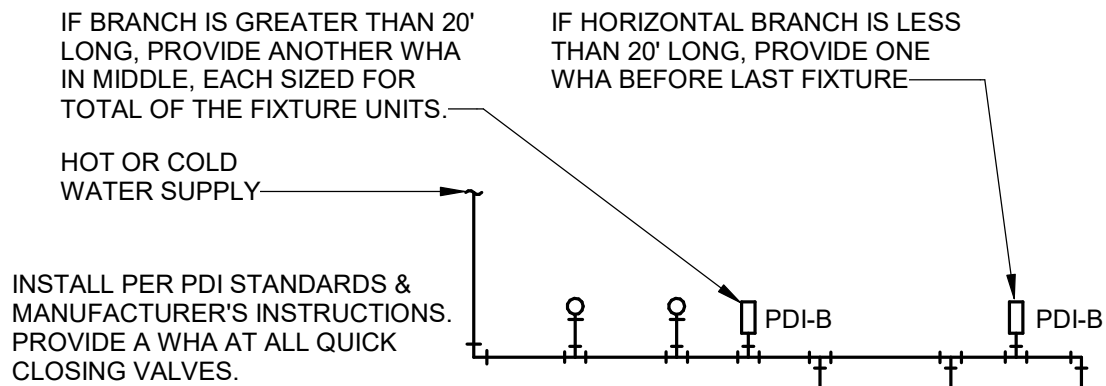 IF BRANCH IS GREATER THAN 20'
LONG, PROVIDE ANOTHER WHA
IN MIDDLE, EACH SIZED FOR
TOTAL OF THE FIXTURE UNITS.
IF HORIZONTAL BRANCH IS LESS
THAN 20' LONG, PROVIDE ONE
WHA BEFORE LAST FIXTURE
HOT OR COLD
WATER SUPPLY
INSTALL PER PDI STANDARDS &
MANUFACTURER'S INSTRUCTIONS.
PROVIDE A WHA AT ALL QUICK
CLOSING VALVES.
PDI-B
PDI-B